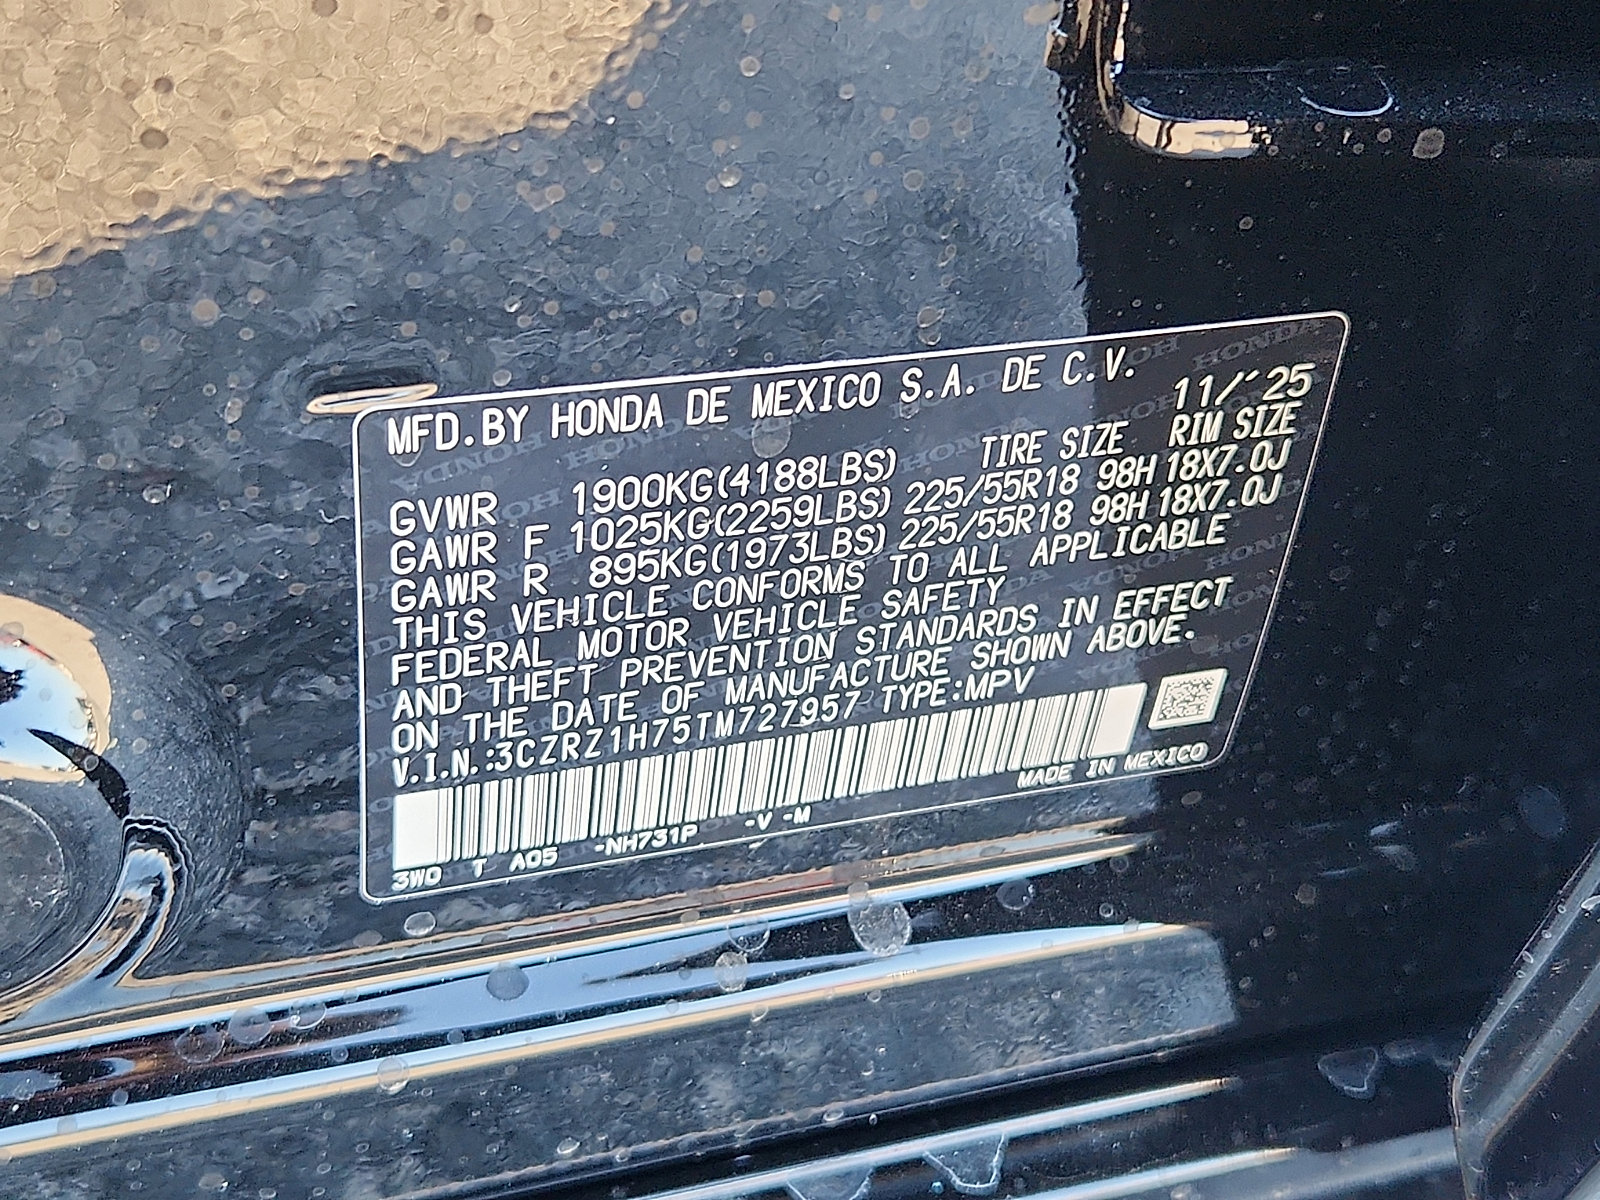 MFD.BY HONDA DE MEXICO S.A. DE C.V.
11/'25
TIRE SIZE RIM SIZE
GVWR 1900KG(4188LBS)
GAWR F 1025KG(2259LBS) 225/55R18 98H 18X7.0J
GAWR R 895KG(1973LBS) 225/55R18 98H 18X7.0J
THIS VEHICLE CONFORMS TO ALL APPLICABLE
FEDERAL MOTOR VEHICLE SAFETY
AND THEFT PREVENTION STANDARDS IN EFFECT
ON THE DATE OF MANUFACTURE SHOWN ABOVE.
V.I.N.:3CZRZ1H75TM727957 TYPE:MPV
MADE IN MEXICO
3W0 T A05 -NH731P -V -M